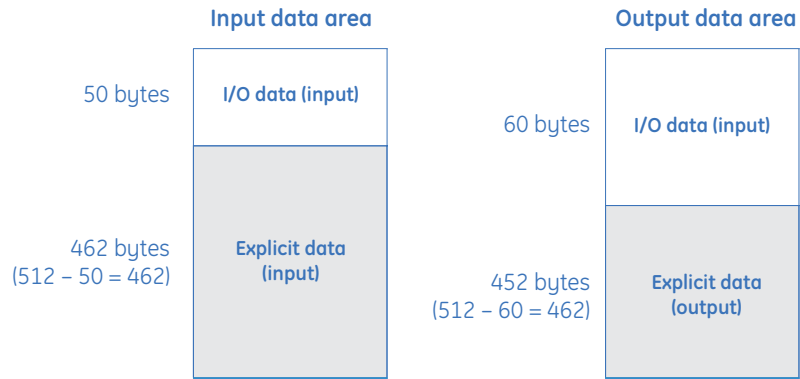 Input data area
50 bytes
I/O data (input)
462 bytes
(512 – 50 = 462)
Explicit data
(input)
Output data area
60 bytes
I/O data (input)
452 bytes
(512 – 60 = 462)
Explicit data
(output)